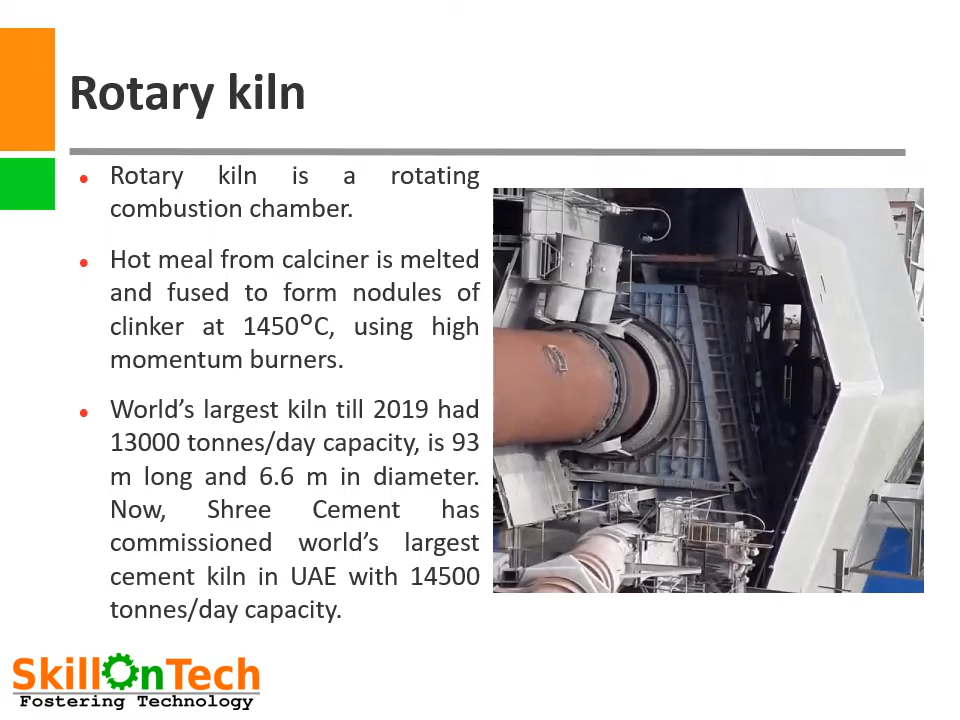 Rotary kiln
Rotary kiln is a rotating
combustion chamber.
Hot meal from calciner is melted
and fused to form nodules of
clinker at 1450°C, using high
momentum burners.
World’s largest kiln till 2019 had
13000 tonnes/day capacity, is 93
m long and 6.6 m in diameter.
Now, Shree Cement has
commissioned world’s largest
cement kiln in UAE with 14500
tonnes/day capacity.
SkillOnTech
Fostering Technology